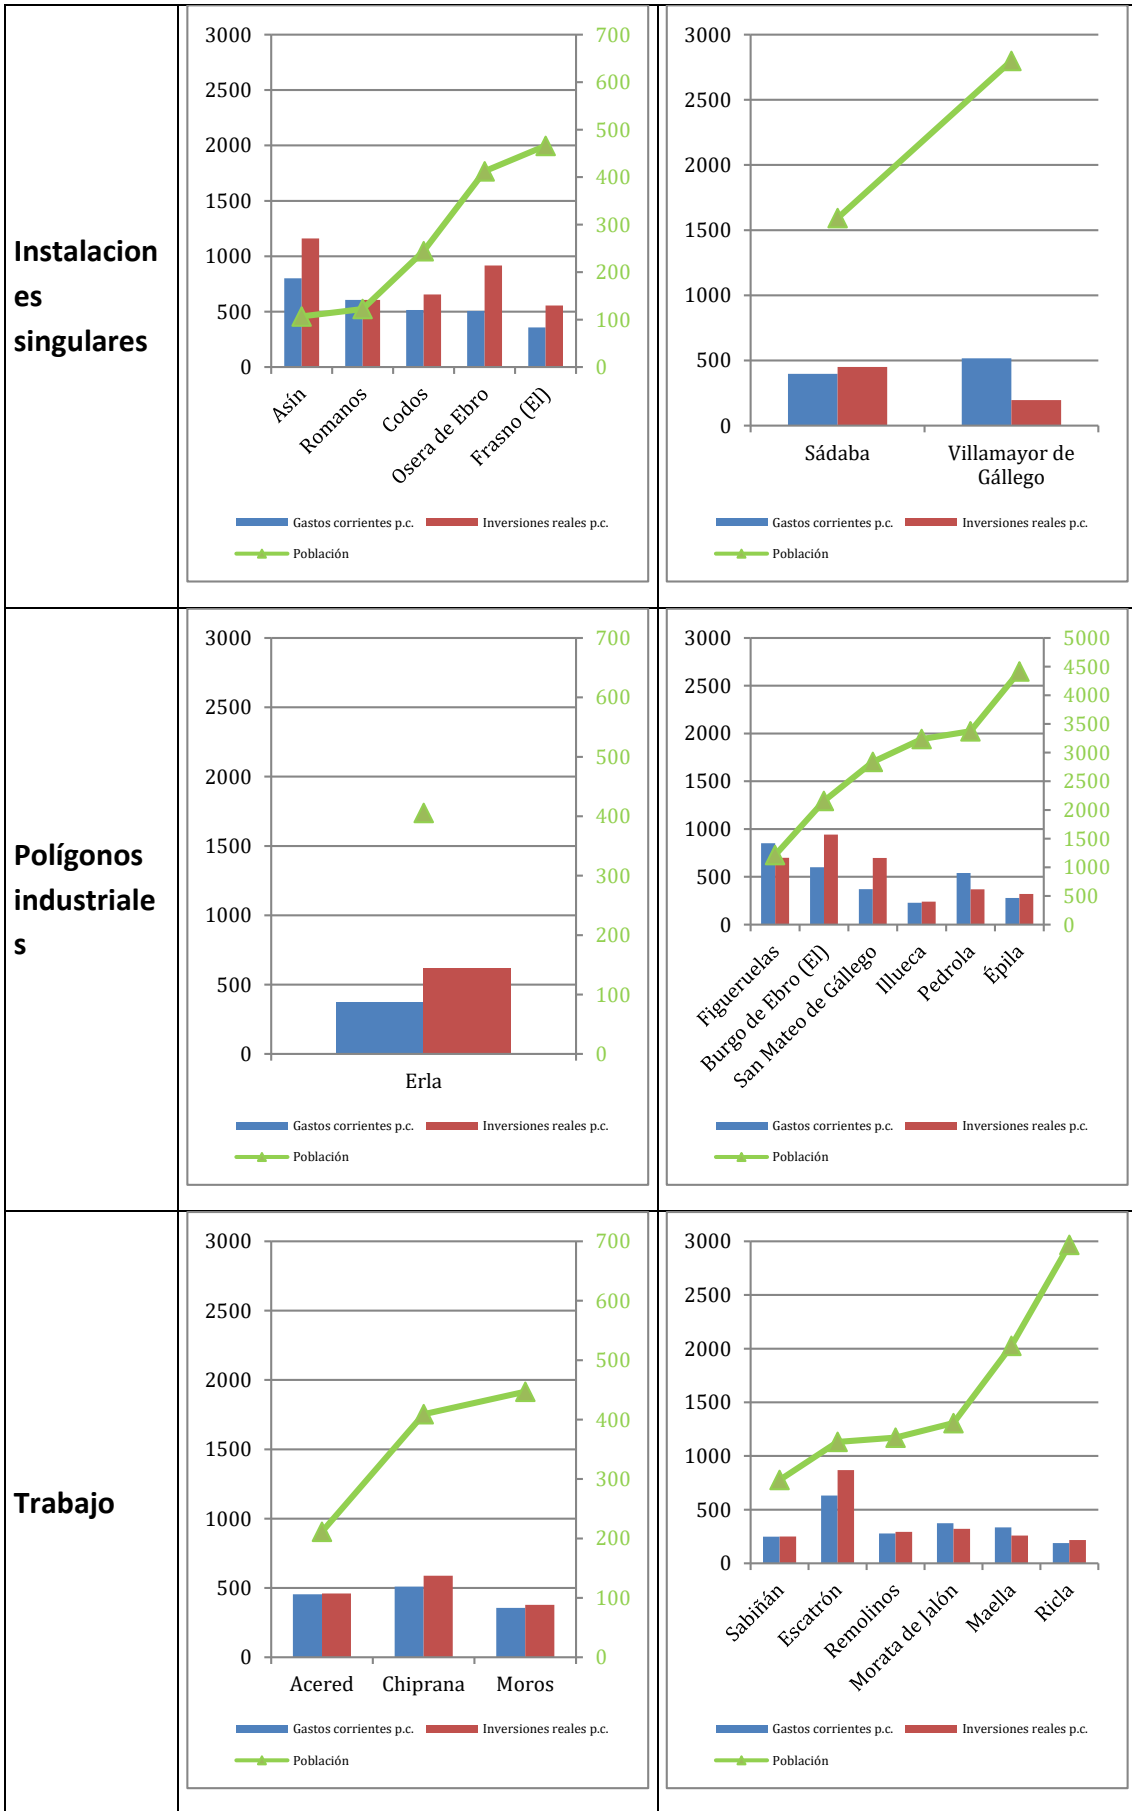 Instalacion
es
singulares
3000
2500
2000
1500
1000
500
0
700
600
500
400
300
200
100
0
Asín
Romanos
Codos
Osera de Ebro
Frasno (El)
Gastos corrientes p.c.
Inversiones reales p.c.
Población
3000
2500
2000
1500
1000
500
0
Sádaba
Villamayor de
Gállego
Gastos corrientes p.c.
Inversiones reales p.c.
Población
Polígonos
industriale
s
3000
2500
2000
1500
1000
500
0
700
600
500
400
300
200
100
0
Erla
Gastos corrientes p.c.
Inversiones reales p.c.
Población
3000
2500
2000
1500
1000
500
0
5000
4500
4000
3500
3000
2500
2000
1500
1000
500
0
Figueruelas
Burgo de Ebro (El)
San Mateo de Gállego
Illueca
Pedrola
Épila
Gastos corrientes p.c.
Inversiones reales p.c.
Población
Trabajo
3000
2500
2000
1500
1000
500
0
700
600
500
400
300
200
100
0
Acered
Chiprana
Moros
Gastos corrientes p.c.
Inversiones reales p.c.
Población
3000
2500
2000
1500
1000
500
0
Sabiñán
Escatrón
Remolinos
Morata de Jalón
Maella
Ricla
Gastos corrientes p.c.
Inversiones reales p.c.
Población